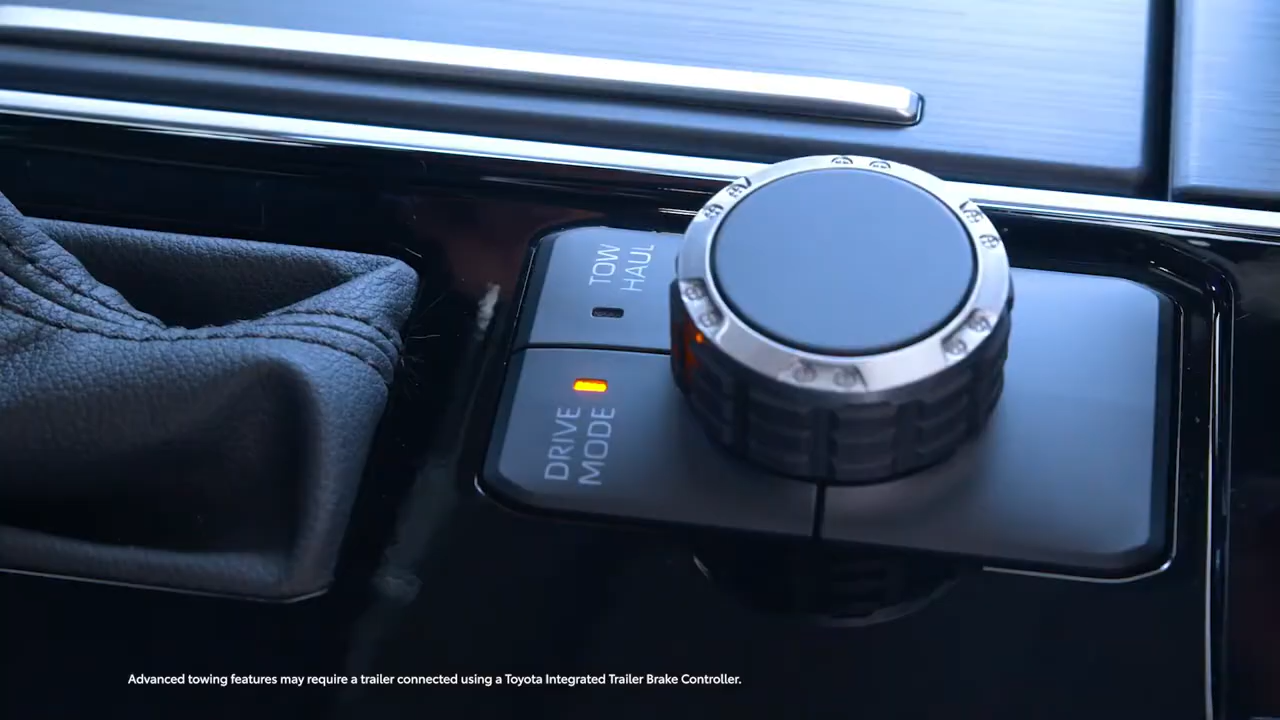 TOW
HAUL
DRIVE
MODE
Advanced towing features may require a trailer connected using a Toyota Integrated Trailer Brake Controller.